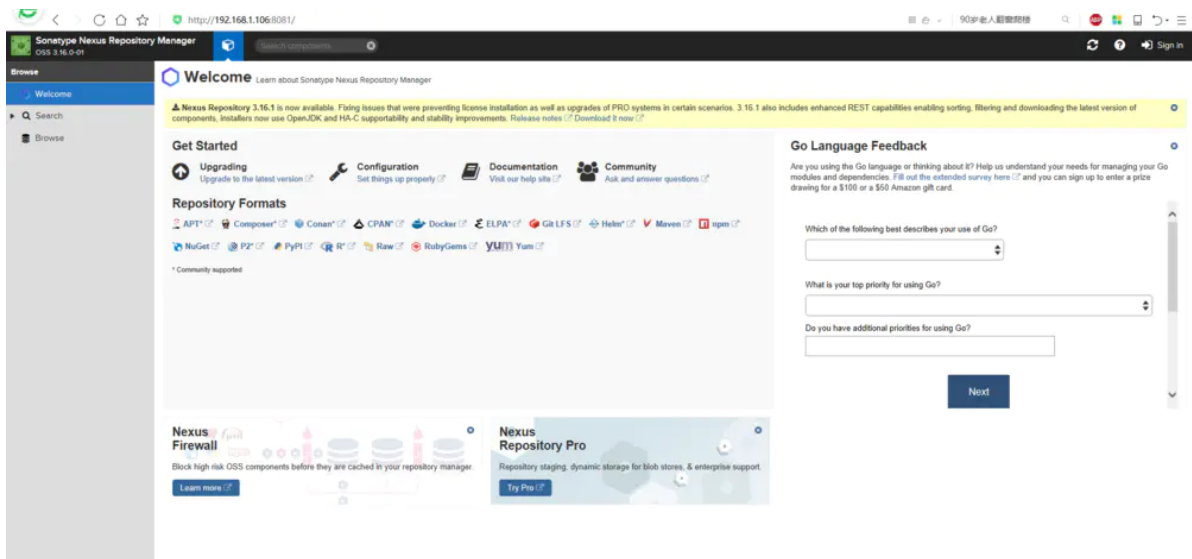 http://192.168.1.106:8081/
Sonatype Nexus Repository Manager
OSS 3.16.0-01
Search components
Sign in
Browse
Welcome
Search
Browse
Welcome Learn about Sonatype Nexus Repository Manager
Nexus Repository 3.16.1 is now available. Fixing issues that were preventing license installation as well as upgrades of PRO systems in certain scenarios. 3.16.1 also includes enhanced REST capabilities enabling sorting, filtering and downloading the latest version of
components, installers now use OpenJDK and HA-C supportability and stability improvements. Release notes Download it now
Get Started
Upgrading
Upgrade to the latest version
Configuration
Set things up properly
Documentation
Visit our help site
Community
Ask and answer questions
Repository Formats
APT* Composer* Conan* CPAN* Docker ELPA* Git LFS Helm* Maven npm
NuGet P2* PyPI R* Raw RubyGems yum Yum
* Community supported
Go Language Feedback
Are you using the Go language or thinking about it? Help us understand your needs for managing your Go
modules and dependencies. Fill out the extended survey here and you can sign up to enter a prize
drawing for a $100 or a $50 Amazon gift card.
Which of the following best describes your use of Go?
What is your top priority for using Go?
Do you have additional priorities for using Go?
Next
Nexus
Firewall
Block high risk OSS components before they are cached in your repository manager.
Learn more
Nexus
Repository Pro
Repository staging, dynamic storage for blob stores, & enterprise support.
Try Pro